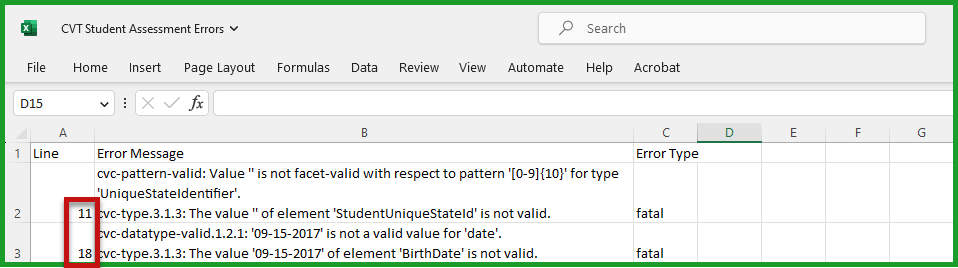 CVT Student Assessment Errors
Search
File Home Insert Page Layout Formulas Data Review View Automate Help Acrobat
D15 fx
A B C D E F G
1 Line Error Message Error Type
cvc-pattern-valid: Value '' is not facet-valid with respect to pattern '[0-9]{10}' for type
'UniqueStateIdentifier'.
2 11 cvc-type.3.1.3: The value '' of element 'StudentUniqueStateId' is not valid. fatal
cvc-datatype-valid.1.2.1: '09-15-2017' is not a valid value for 'date'.
3 18 cvc-type.3.1.3: The value '09-15-2017' of element 'BirthDate' is not valid. fatal